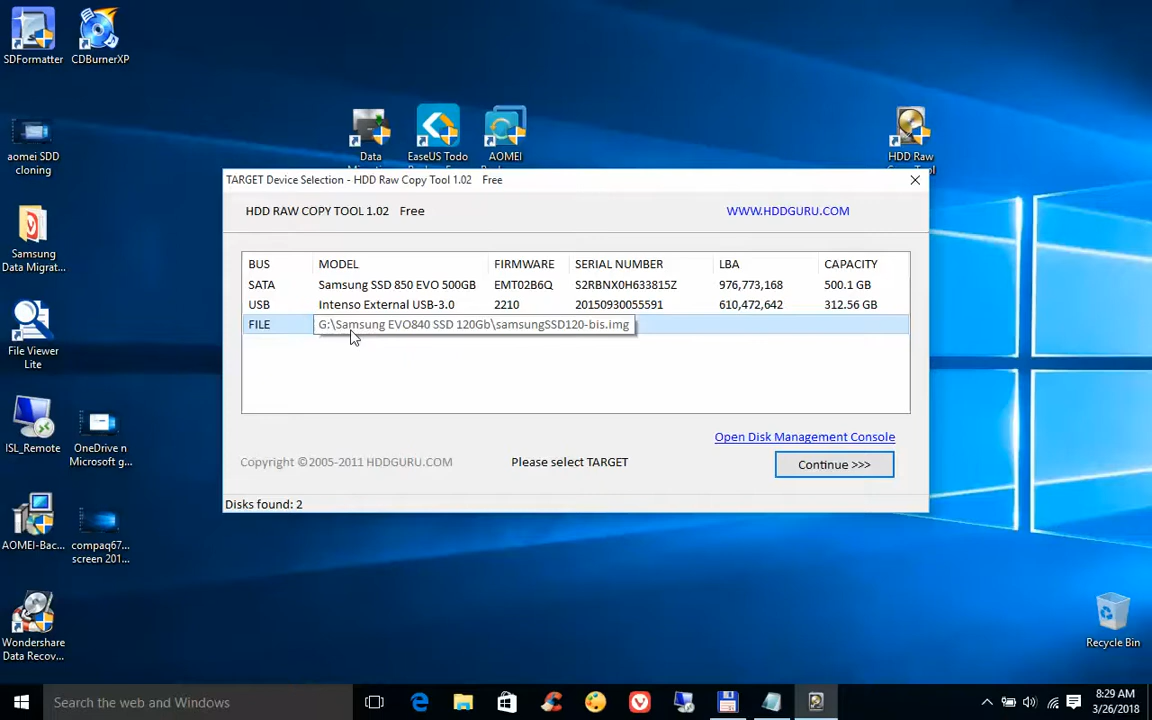 SDFormatter
CDBurnerXP
aomei SDD
cloning
Data
EaseUS Todo
AOMEI
HDD Raw
Samsung
Data Migrat...
File Viewer
Lite
ISL_Remote
OneDrive n
Microsoft g...
AOMEI-Bac...
compaq67...
screen 201...
Wondershare
Data Recov...
Recycle Bin
TARGET Device Selection - HDD Raw Copy Tool 1.02 Free
HDD RAW COPY TOOL 1.02 Free
WWW.HDDGURU.COM
BUS MODEL FIRMWARE SERIAL NUMBER LBA CAPACITY
SATA Samsung SSD 850 EVO 500GB EMT02B6Q S2RBNX0H633815Z 976,773,168 500.1 GB
USB Intenso External USB-3.0 2210 20150930055591 610,472,642 312.56 GB
FILE G:\Samsung EVO840 SSD 120Gb\samsungSSD120-bis.img
Open Disk Management Console
Copyright ©2005-2011 HDDGURU.COM
Please select TARGET
Continue >>>
Disks found: 2
Search the web and Windows
8:29 AM
3/26/2018